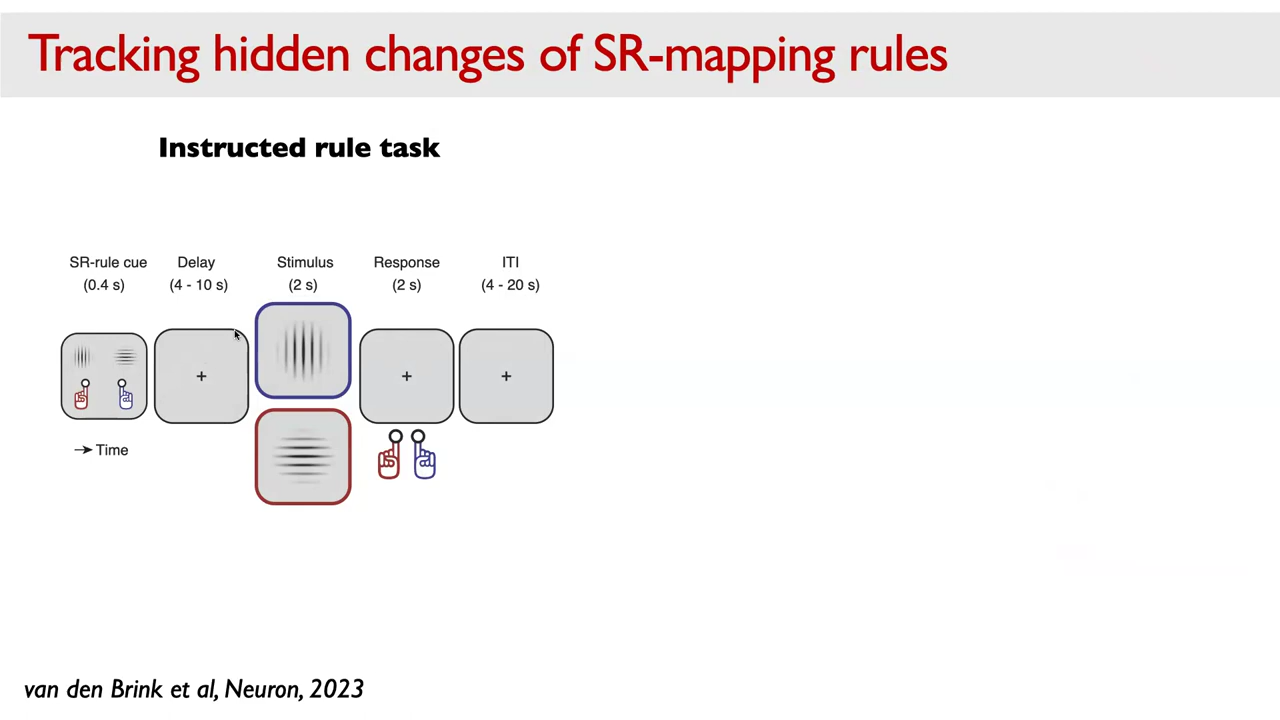 Tracking hidden changes of SR-mapping rules
Instructed rule task
SR-rule cue Delay Stimulus Response ITI
(0.4 s) (4 - 10 s) (2 s) (2 s) (4 - 20 s)
→ Time
van den Brink et al, Neuron, 2023